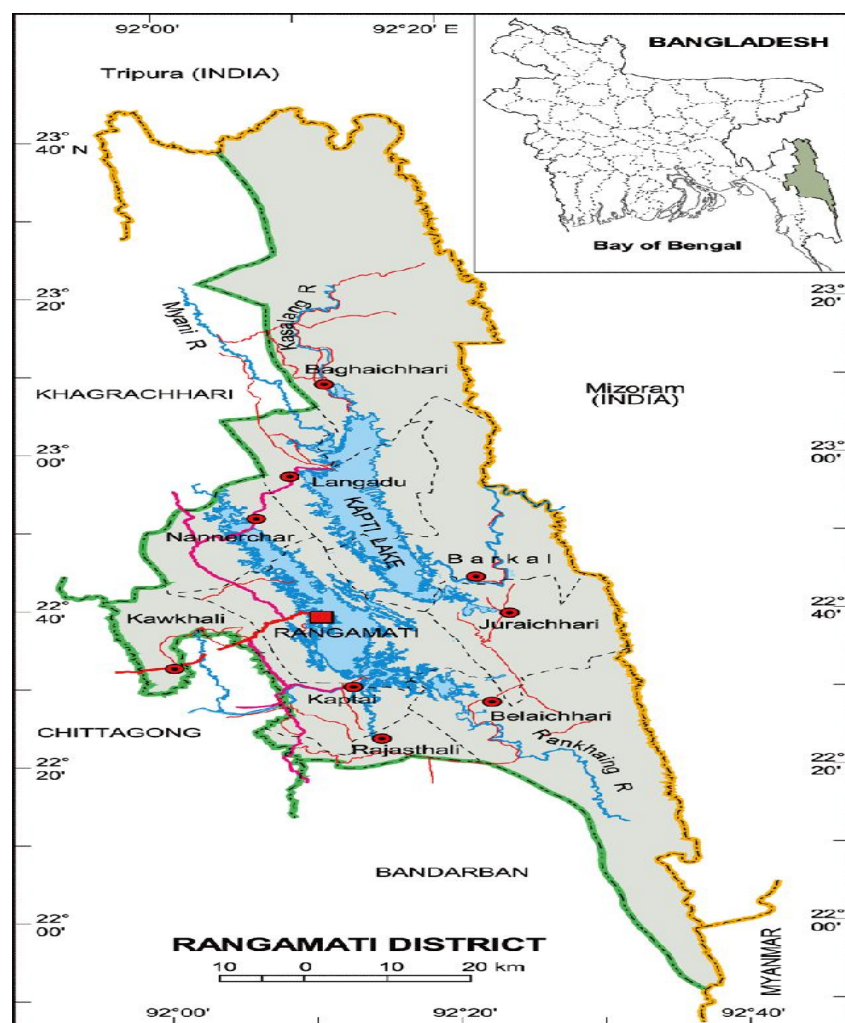 92°00'
92°20' E
BANGLADESH
Tripura (INDIA)
23°
40' N
Bay of Bengal
23°
20'
23°
20'
Myani R
Kasalang R
Baghaichhari
KHAGRACHHARI
Mizoram
(INDIA)
23°
00'
23°
00'
Langadu
KAPTI LAKE
Nannerchar
Barkal
22°
40'
22°
40'
Kawkhali
RANGAMATI
Juraichhari
Kaptai
Belaichhari
CHITTAGONG
Rajasthali
Rankhaing R
22°
20'
22°
20'
BANDARBAN
22°
00'
22°
00'
RANGAMATI DISTRICT
MYANMAR
10 0 10 20 km
92°00'
92°20'
92°40'